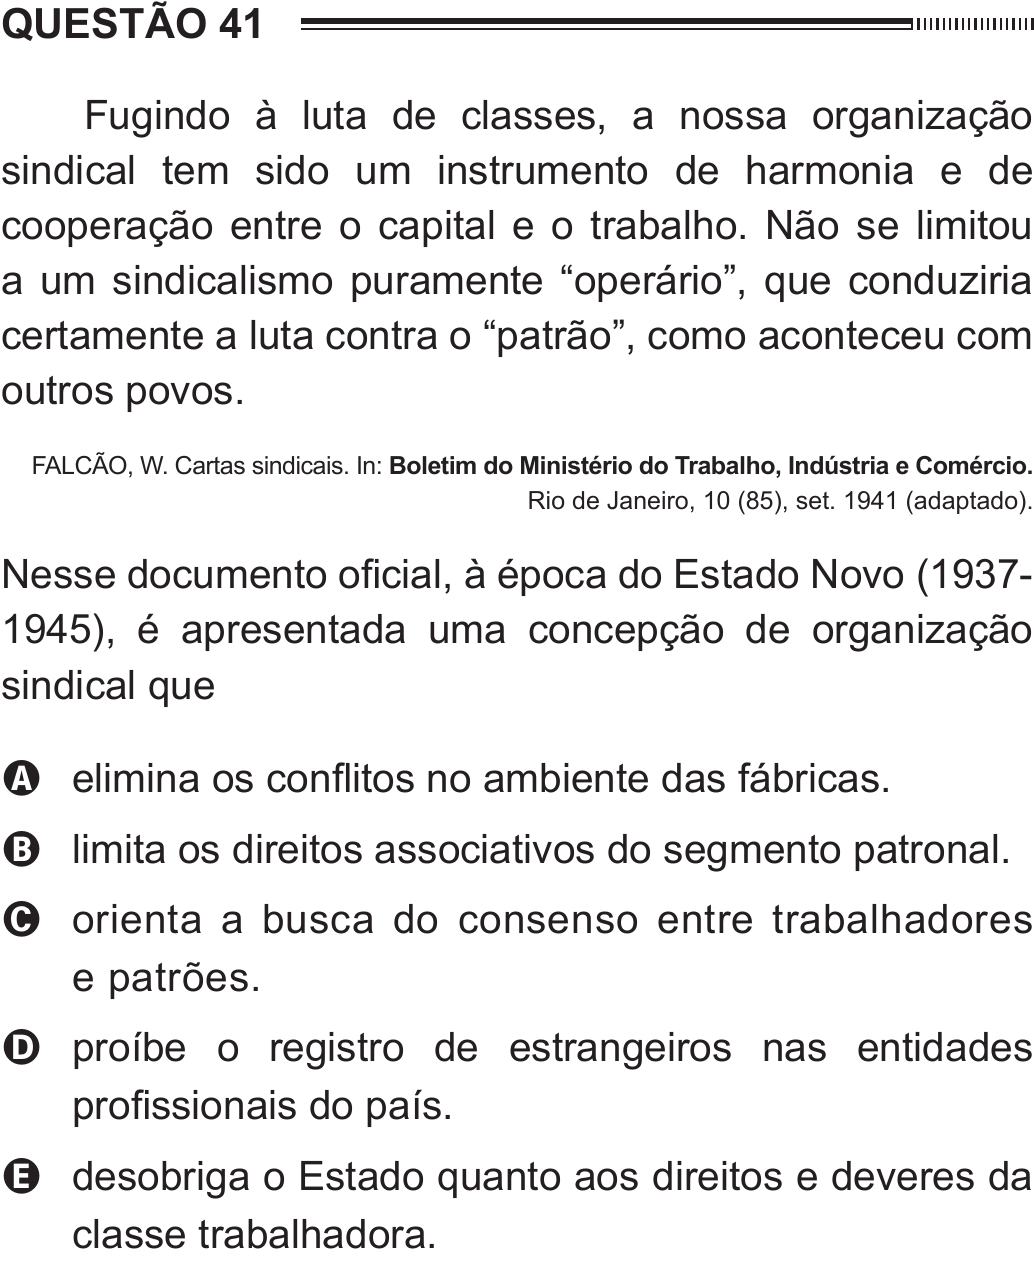 QUESTÃO 41
Fugindo à luta de classes, a nossa organização
sindical tem sido um instrumento de harmonia e de
cooperação entre o capital e o trabalho. Não se limitou
a um sindicalismo puramente “operário”, que conduziria
certamente a luta contra o “patrão”, como aconteceu com
outros povos.
FALCÃO, W. Cartas sindicais. In: Boletim do Ministério do Trabalho, Indústria e Comércio.
Rio de Janeiro, 10 (85), set. 1941 (adaptado).
Nesse documento oficial, à época do Estado Novo (1937-
1945), é apresentada uma concepção de organização
sindical que
A elimina os conflitos no ambiente das fábricas.
B limita os direitos associativos do segmento patronal.
C orienta a busca do consenso entre trabalhadores
e patrões.
D proíbe o registro de estrangeiros nas entidades
profissionais do país.
E desobriga o Estado quanto aos direitos e deveres da
classe trabalhadora.